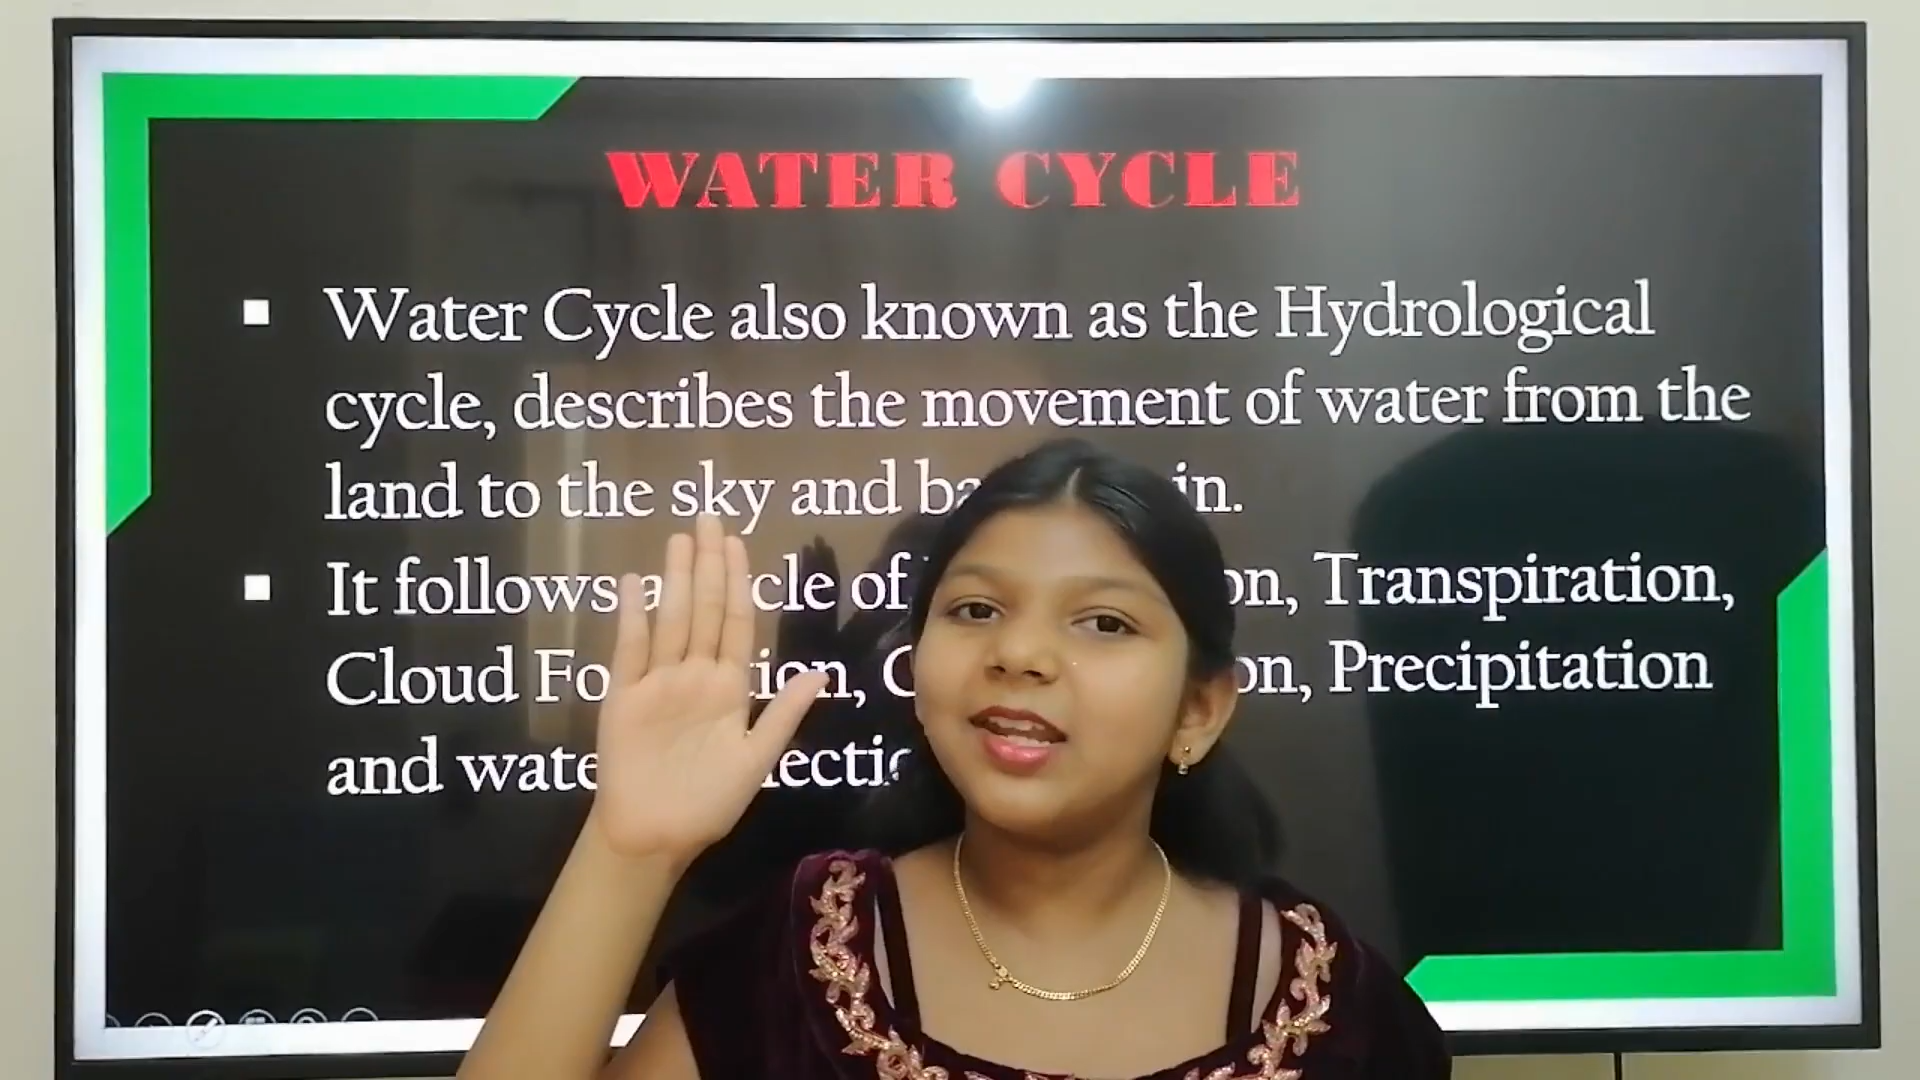 WATER CYCLE
Water Cycle also known as the Hydrological
cycle, describes the movement of water from the
land to the sky and
It follows of Transpiration,
Cloud Precipitation
and